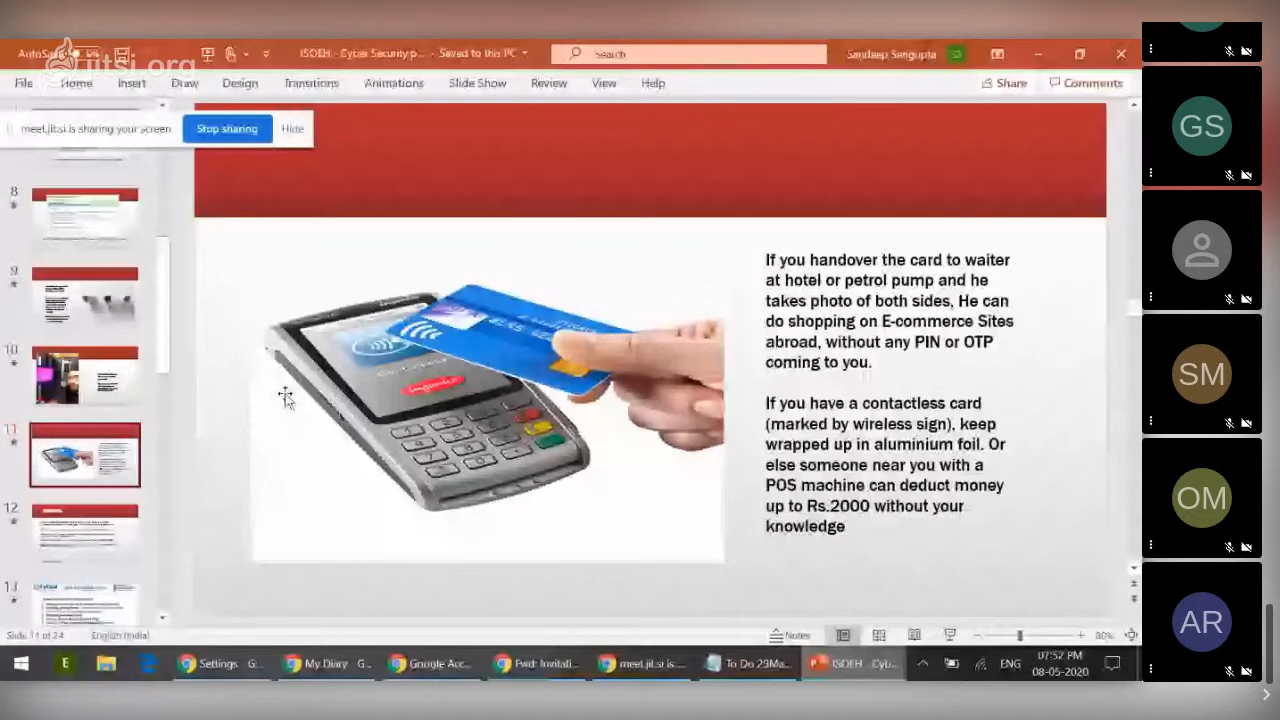 jitsi.org
ISOEH - Cyber Security.p... - Saved to this PC
Search
Sandeep Sengupta
File Home Insert Draw Design Transitions Animations Slide Show Review View Help
Share Comments
meet.jit.si is sharing your screen
Stop sharing
Hide
8
9
10
11
12
13
If you handover the card to waiter
at hotel or petrol pump and he
takes photo of both sides, He can
do shopping on E-commerce Sites
abroad, without any PIN or OTP
coming to you.
If you have a contactless card
(marked by wireless sign), keep
wrapped up in aluminium foil. Or
else someone near you with a
POS machine can deduct money
up to Rs.2000 without your
knowledge
GS
SM
OM
AR
Slide 11 of 24
English (India)
Notes
80%
Settings G...
My Diary G...
Google Acc...
Fwd: Invitati...
meet.jit.si is ...
To Do 29Ma...
ISOEH - Cyb...
ENG
07:52 PM
08-05-2020